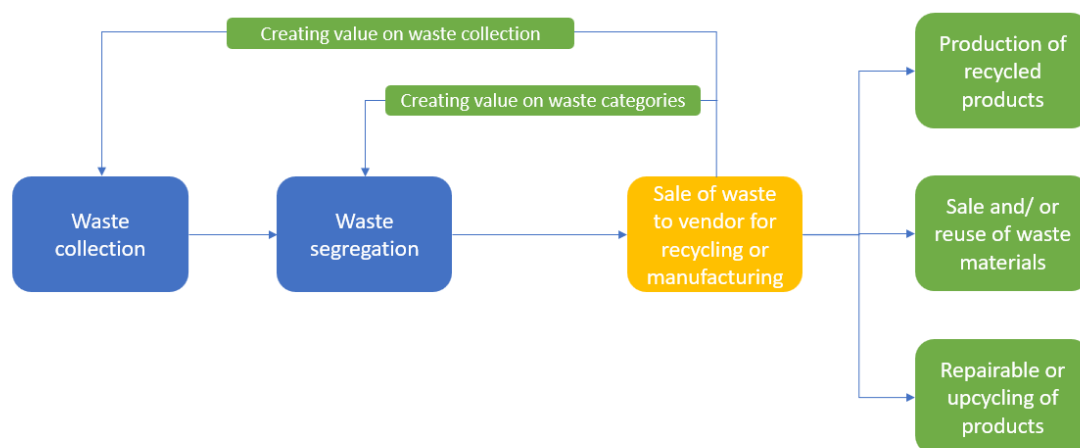 Creating value on waste collection
Creating value on waste categories
Waste
collection
Waste
segregation
Sale of waste
to vendor for
recycling or
manufacturing
Production of
recycled
products
Sale and/ or
reuse of waste
materials
Repairable or
upcycling of
products